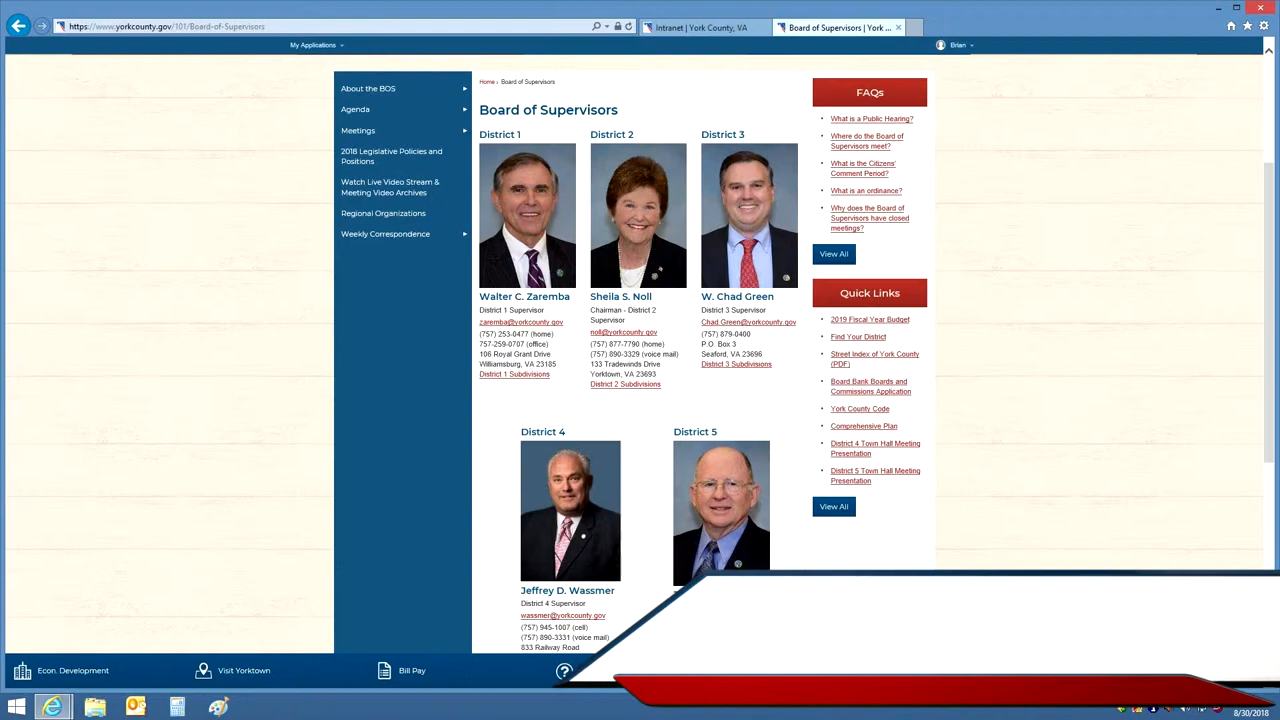 https://www.yorkcounty.gov/101/Board-of-Supervisors
Intranet | York County, VA
Board of Supervisors | York ...
My Applications
Brian
About the BOS
Agenda
Meetings
2018 Legislative Policies and
Positions
Watch Live Video Stream &
Meeting Video Archives
Regional Organizations
Weekly Correspondence
Home › Board of Supervisors
Board of Supervisors
District 1
Walter C. Zaremba
District 1 Supervisor
zaremba@yorkcounty.gov
(757) 253-0477 (home)
757-259-0707 (office)
106 Royal Grant Drive
Williamsburg, VA 23185
District 1 Subdivisions
District 2
Sheila S. Noll
Chairman - District 2
Supervisor
noll@yorkcounty.gov
(757) 877-7790 (home)
(757) 890-3329 (voice mail)
133 Tradewinds Drive
Yorktown, VA 23693
District 2 Subdivisions
District 3
W. Chad Green
District 3 Supervisor
Chad.Green@yorkcounty.gov
(757) 879-0400
P.O. Box 3
Seaford, VA 23696
District 3 Subdivisions
District 4
Jeffrey D. Wassmer
District 4 Supervisor
wassmer@yorkcounty.gov
(757) 945-1007 (cell)
(757) 890-3331 (voice mail)
833 Railway Road
District 5
FAQs
What is a Public Hearing?
Where do the Board of
Supervisors meet?
What is the Citizens'
Comment Period?
What is an ordinance?
Why does the Board of
Supervisors have closed
meetings?
View All
Quick Links
2019 Fiscal Year Budget
Find Your District
Street Index of York County
(PDF)
Board Bank Boards and
Commissions Application
York County Code
Comprehensive Plan
District 4 Town Hall Meeting
Presentation
District 5 Town Hall Meeting
Presentation
View All
Econ. Development
Visit Yorktown
Bill Pay
8/30/2018